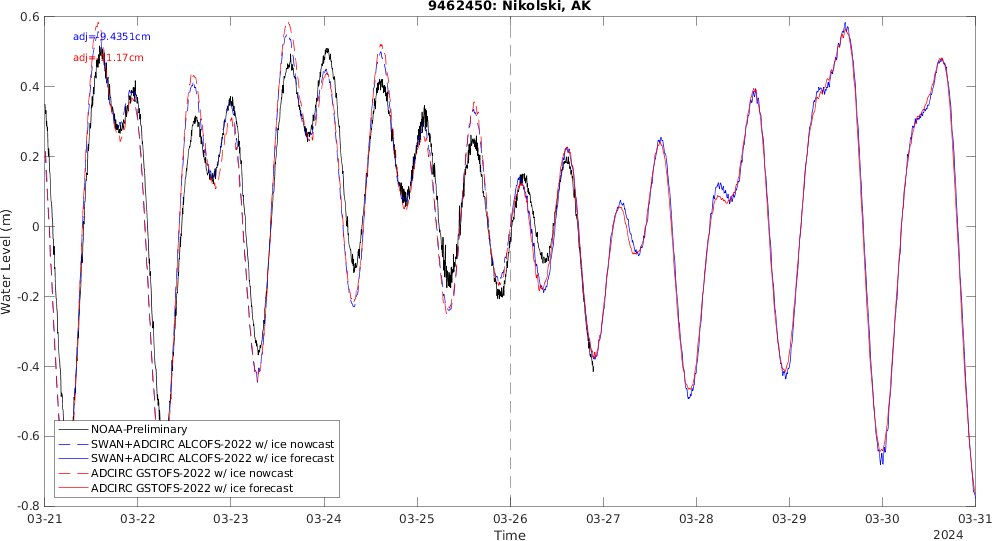 9462450: Nikolski, AK
adj=-9.4351cm
adj=-11.17cm
Water Level (m)
0.6
0.4
0.2
0
-0.2
-0.4
-0.6
-0.8
NOAA-Preliminary
SWAN+ADCIRC ALCOFS-2022 w/ ice nowcast
SWAN+ADCIRC ALCOFS-2022 w/ ice forecast
ADCIRC GSTOFS-2022 w/ ice nowcast
ADCIRC GSTOFS-2022 w/ ice forecast
03-21 03-22 03-23 03-24 03-25 03-26 03-27 03-28 03-29 03-30 03-31
Time
2024